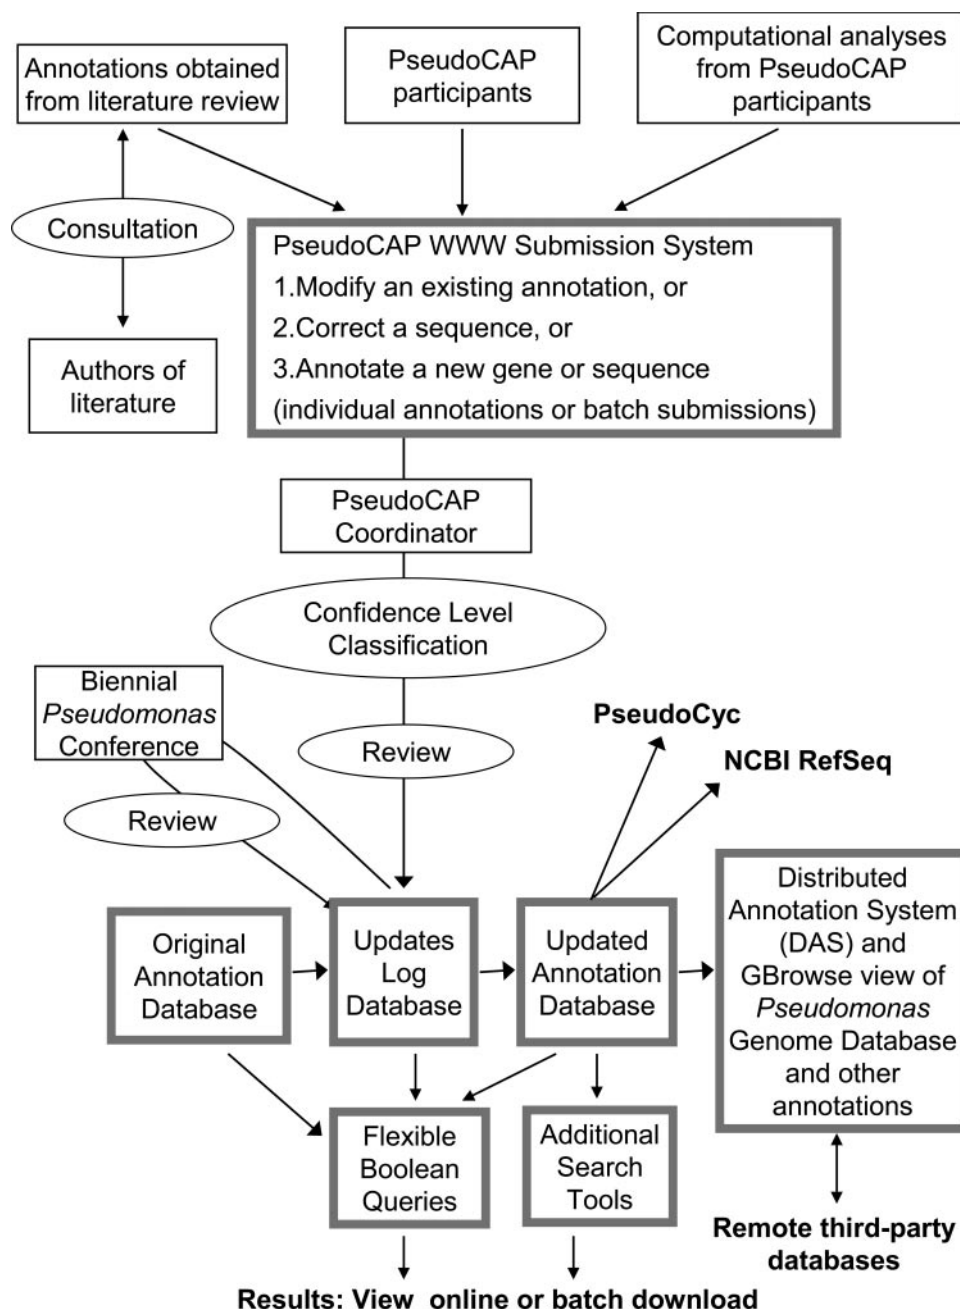 Annotations obtained
from literature review
PseudoCAP
participants
Computational analyses
from PseudoCAP
participants
Consultation
Authors of
literature
PseudoCAP WWW Submission System
1.Modify an existing annotation, or
2.Correct a sequence, or
3.Annotate a new gene or sequence
(individual annotations or batch submissions)
PseudoCAP
Coordinator
Confidence Level
Classification
Biennial
Pseudomonas
Conference
Review
Review
PseudoCyc
NCBI RefSeq
Original
Annotation
Database
Updates
Log
Database
Updated
Annotation
Database
Distributed
Annotation System
(DAS) and
GBrowse view of
Pseudomonas
Genome Database
and other
annotations
Flexible
Boolean
Queries
Additional
Search
Tools
Remote third-party
databases
Results: View online or batch download